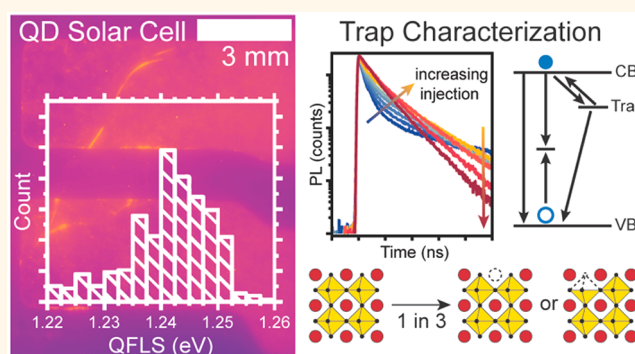 QD Solar Cell
3 mm
Count
1.22 1.23 1.24 1.25 1.26
QFLS (eV)
Trap Characterization
increasing
injection
PL (counts)
Time (ns)
CB
Tra
VB
1 in 3
or